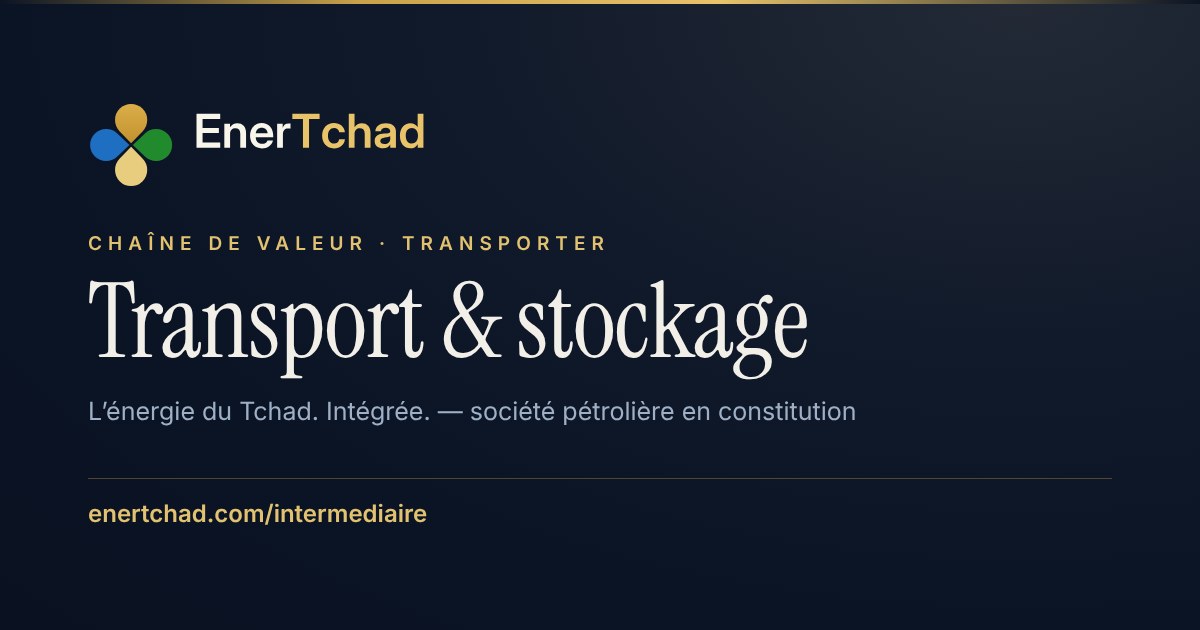 EnerTchad
CHAÎNE DE VALEUR · TRANSPORTER
Transport & stockage
L’énergie du Tchad. Intégrée. — société pétrolière en constitution
enertchad.com/intermediaire